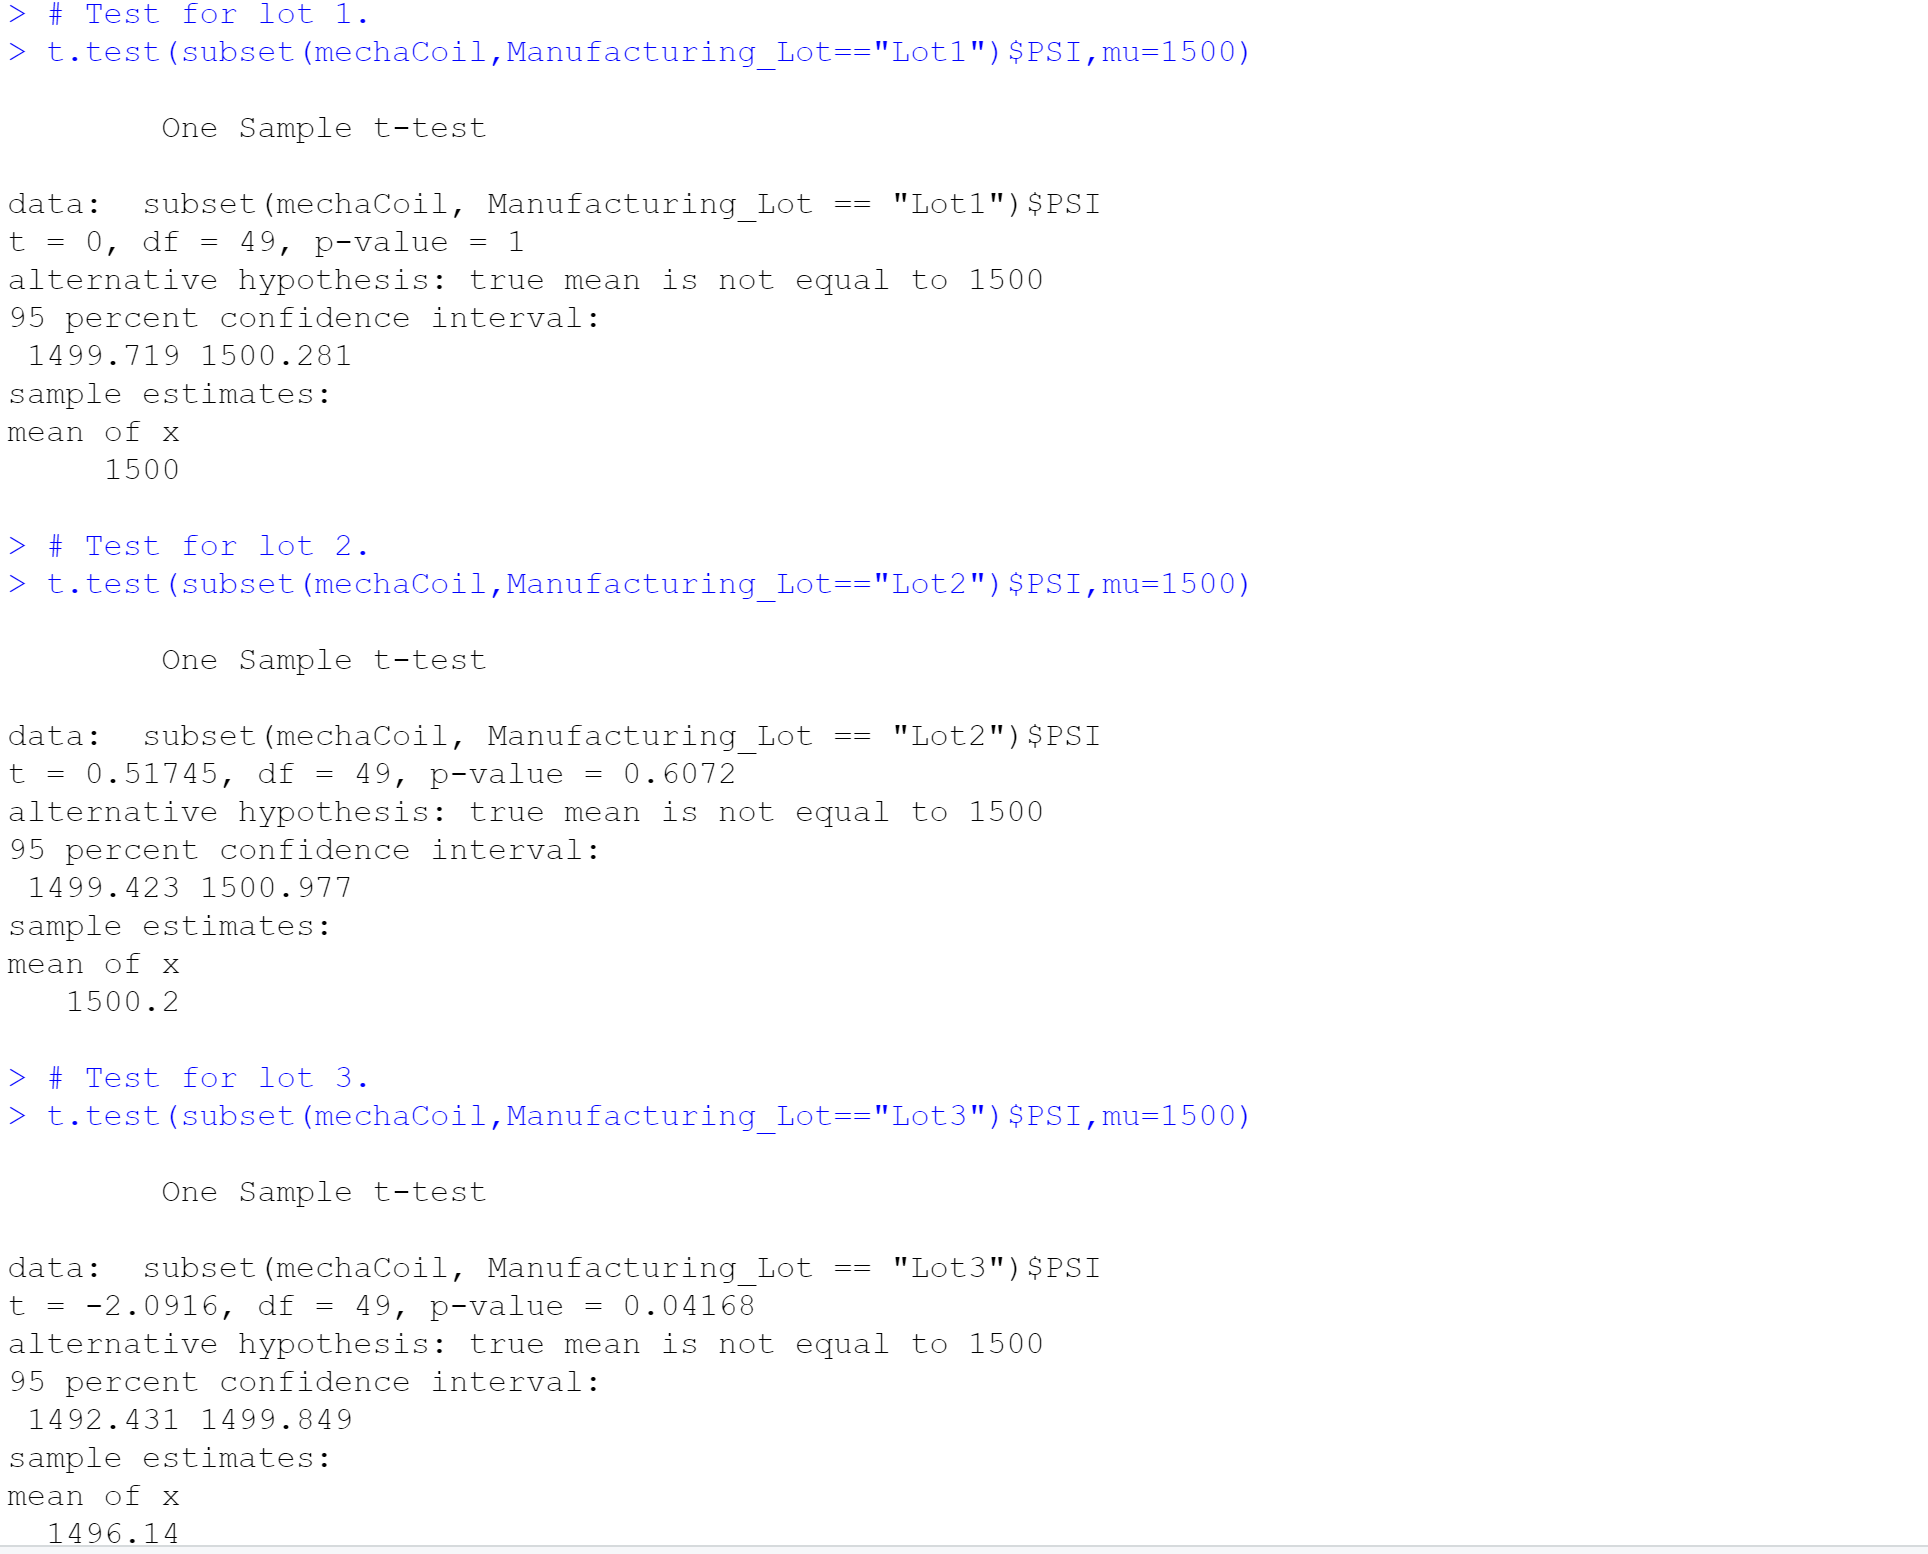 > # Test for lot 1.
> t.test(subset(mechaCoil,Manufacturing_Lot=="Lot1")$PSI,mu=1500)
One Sample t-test
data:  subset(mechaCoil, Manufacturing_Lot == "Lot1")$PSI
t = 0, df = 49, p-value = 1
alternative hypothesis: true mean is not equal to 1500
95 percent confidence interval:
 1499.719 1500.281
sample estimates:
mean of x
     1500
> # Test for lot 2.
> t.test(subset(mechaCoil,Manufacturing_Lot=="Lot2")$PSI,mu=1500)
One Sample t-test
data:  subset(mechaCoil, Manufacturing_Lot == "Lot2")$PSI
t = 0.51745, df = 49, p-value = 0.6072
alternative hypothesis: true mean is not equal to 1500
95 percent confidence interval:
 1499.423 1500.977
sample estimates:
mean of x
   1500.2
> # Test for lot 3.
> t.test(subset(mechaCoil,Manufacturing_Lot=="Lot3")$PSI,mu=1500)
One Sample t-test
data:  subset(mechaCoil, Manufacturing_Lot == "Lot3")$PSI
t = -2.0916, df = 49, p-value = 0.04168
alternative hypothesis: true mean is not equal to 1500
95 percent confidence interval:
 1492.431 1499.849
sample estimates:
mean of x
  1496.14